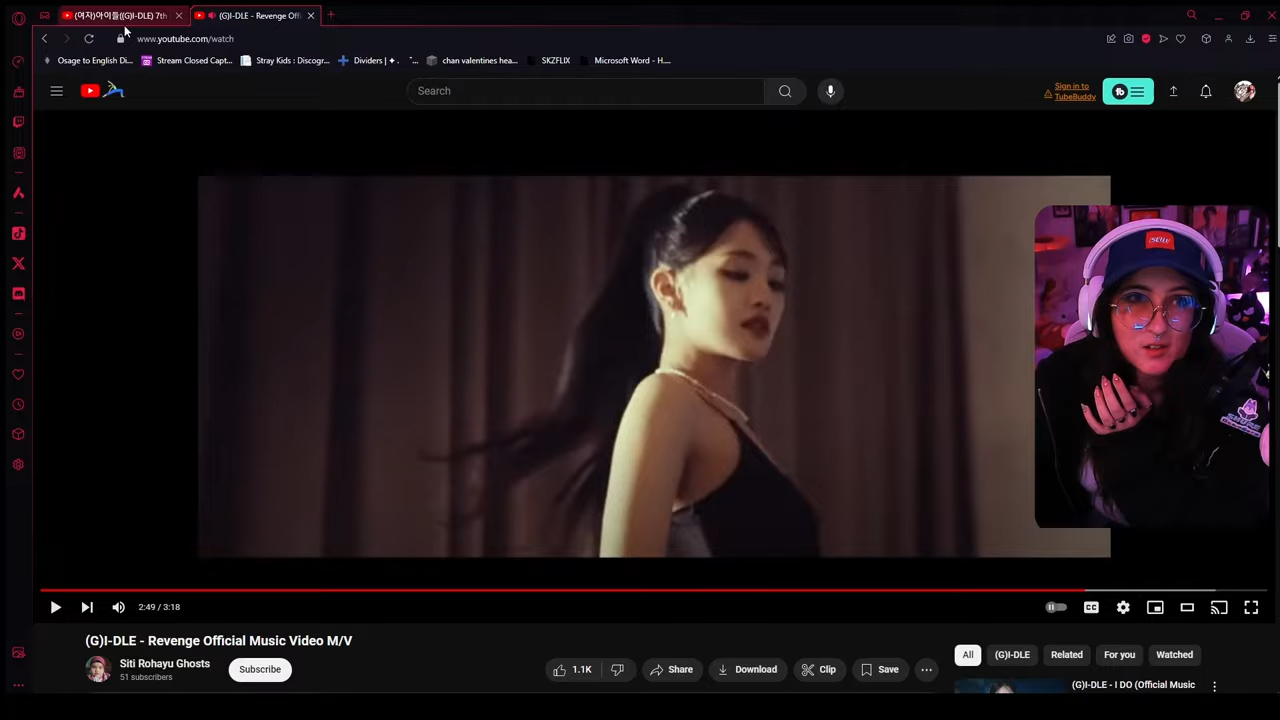 (여자)아이들((G)I-DLE) 7th
(G)I-DLE - Revenge Offi
www.youtube.com/watch
Osage to English Di...
Stream Closed Capt...
Stray Kids : Discogr...
Dividers | ✦ .
"...
chan valentines hea...
SKZFLIX
Microsoft Word - H....
Search
Sign in to
TubeBuddy
tb
2:49 / 3:18
CC
(G)I-DLE - Revenge Official Music Video M/V
Siti Rohayu Ghosts
51 subscribers
Subscribe
1.1K
Share
Download
Clip
Save
All
(G)I-DLE
Related
For you
Watched
(G)I-DLE - I DO (Official Music